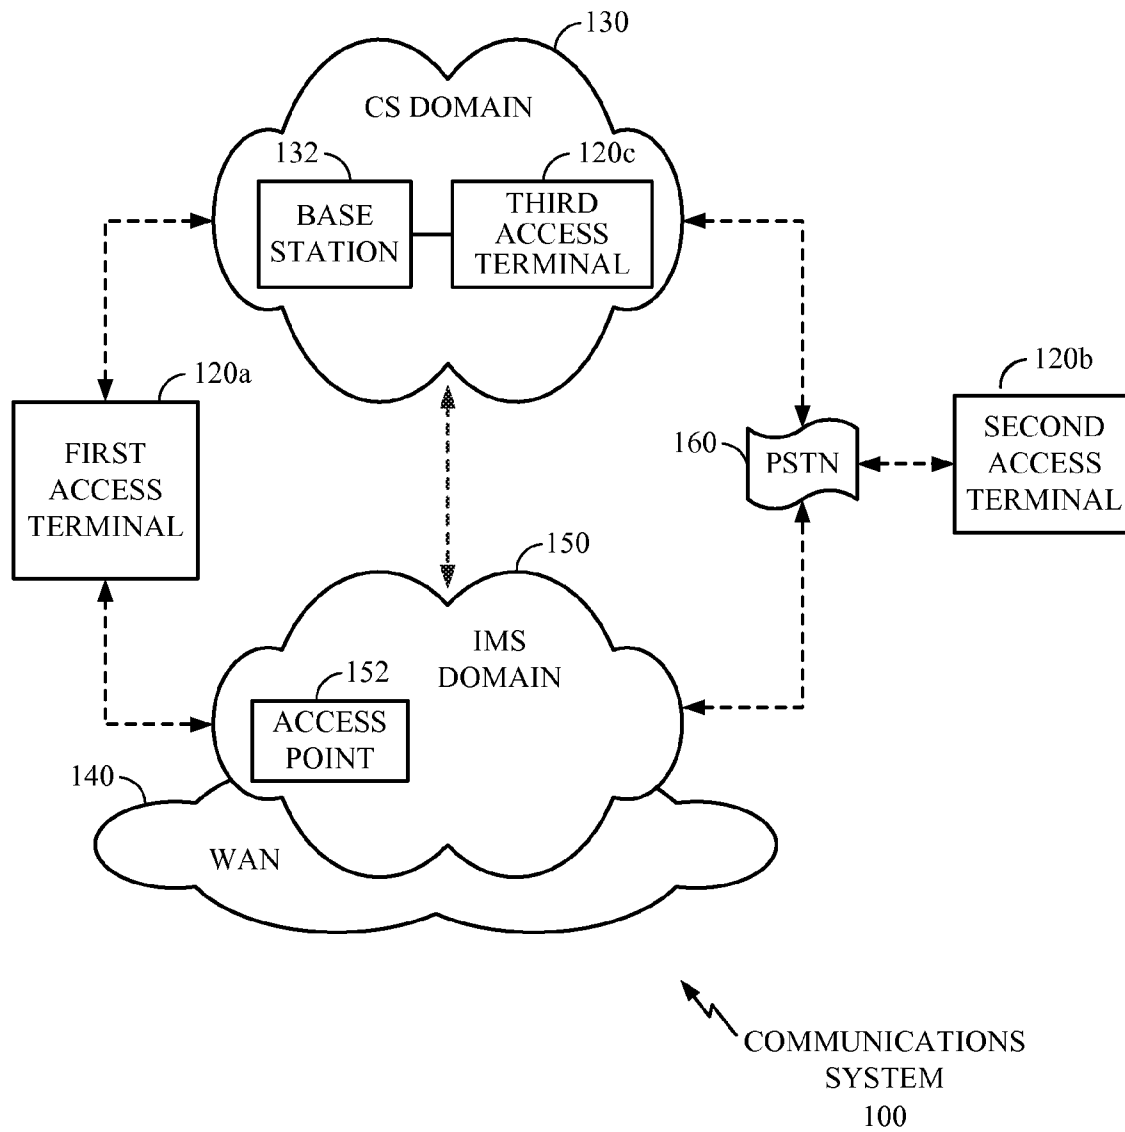 130
CS DOMAIN
132
120c
BASE
STATION
THIRD
ACCESS
TERMINAL
120a
FIRST
ACCESS
TERMINAL
120b
SECOND
ACCESS
TERMINAL
160
PSTN
150
IMS
DOMAIN
152
ACCESS
POINT
140
WAN
COMMUNICATIONS
SYSTEM
100